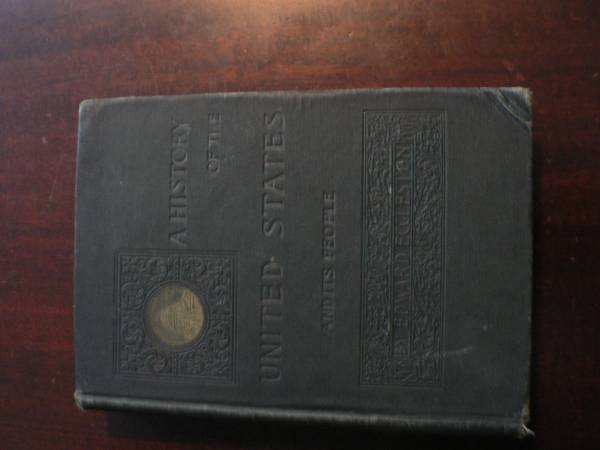 A HISTORY
OF THE
UNITED STATES
AND ITS PEOPLE
EDWARD EGGLESTON